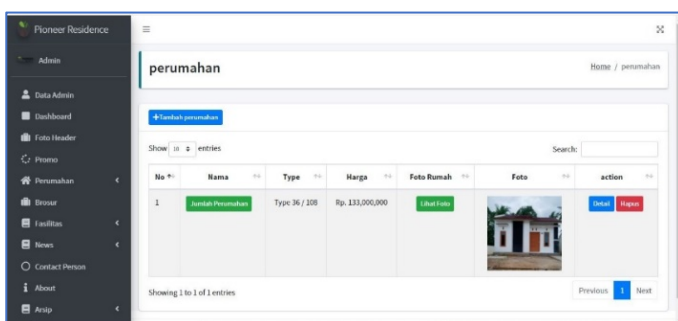 Pioneer Residence
Admin
Data Admin
Dashboard
Foto Header
Promo
Perumahan
Brosur
Fasilitas
News
Contact Person
About
Arsip
perumahan
Home / perumahan
+Tambah perumahan
Show 10 entries
Search:
No Nama Type Harga Foto Rumah Foto action
1 Jumlah Perumahan Type 36 / 108 Rp. 133,000,000 Lihat Foto Detail Hapus
Showing 1 to 1 of 1 entries
Previous 1 Next